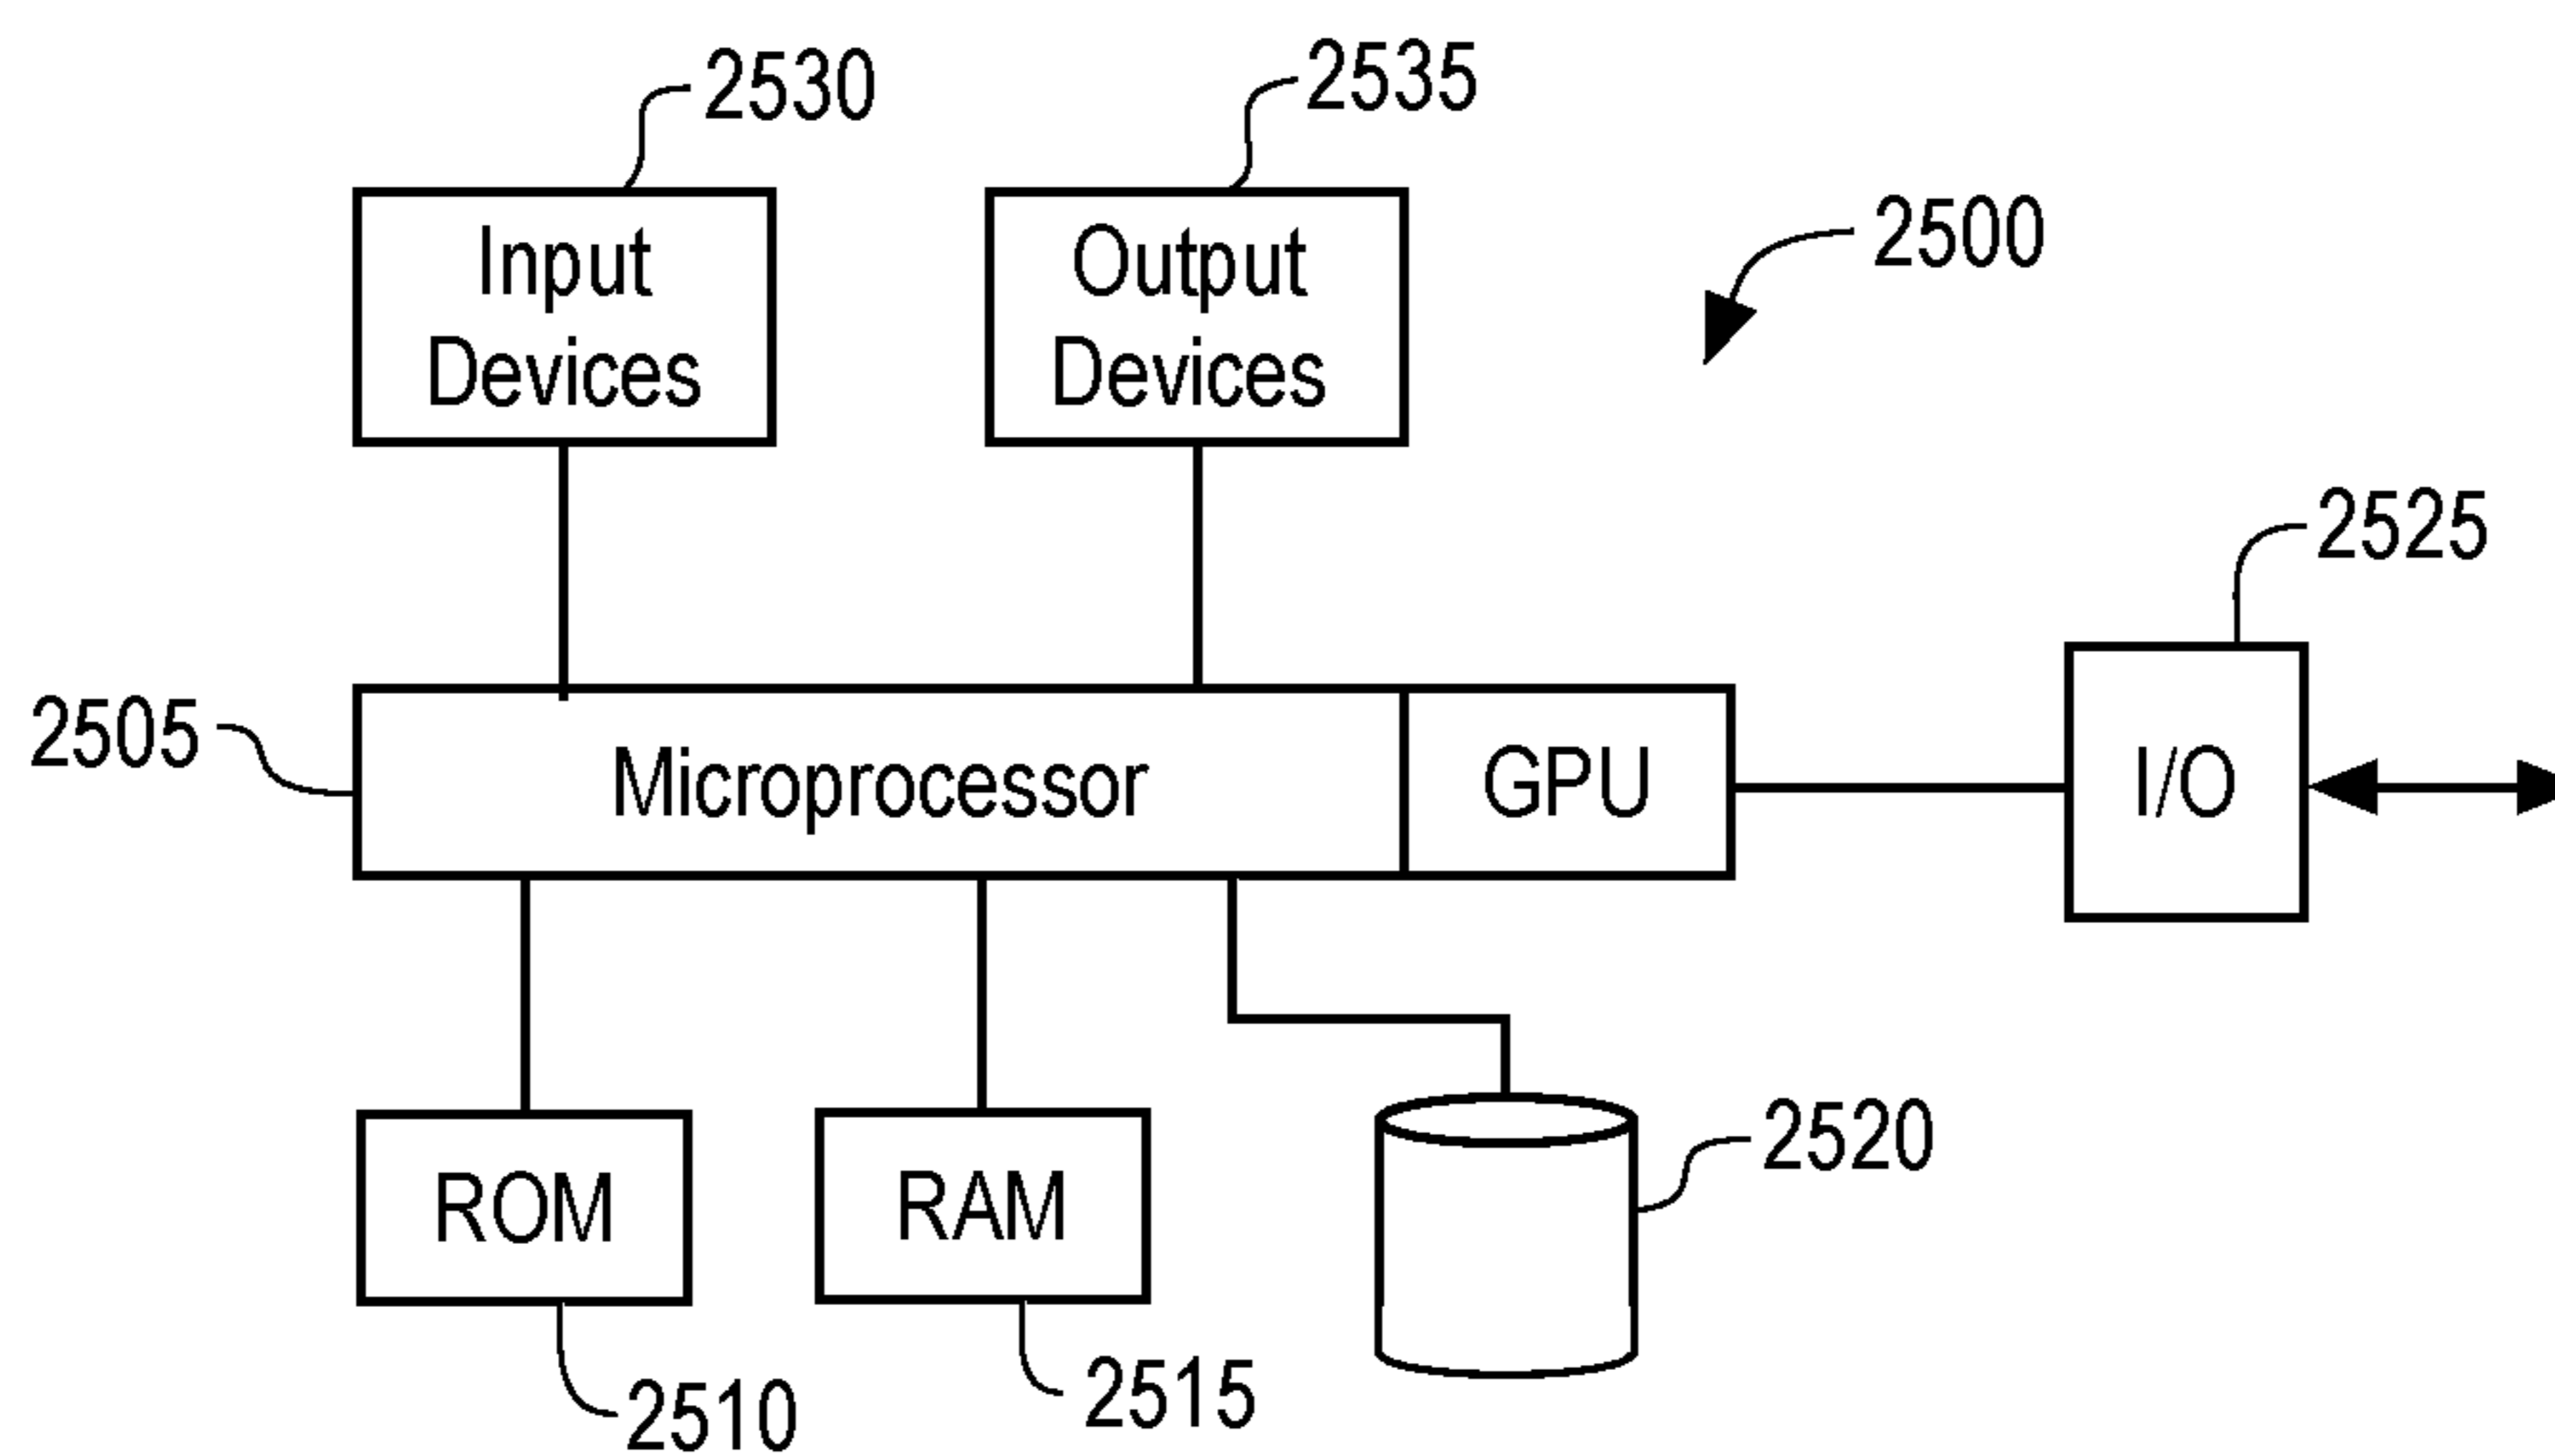 2530
2535
Input
Devices
Output
Devices
2500
2525
2505
Microprocessor
GPU
I/O
ROM
RAM
2520
2510
2515